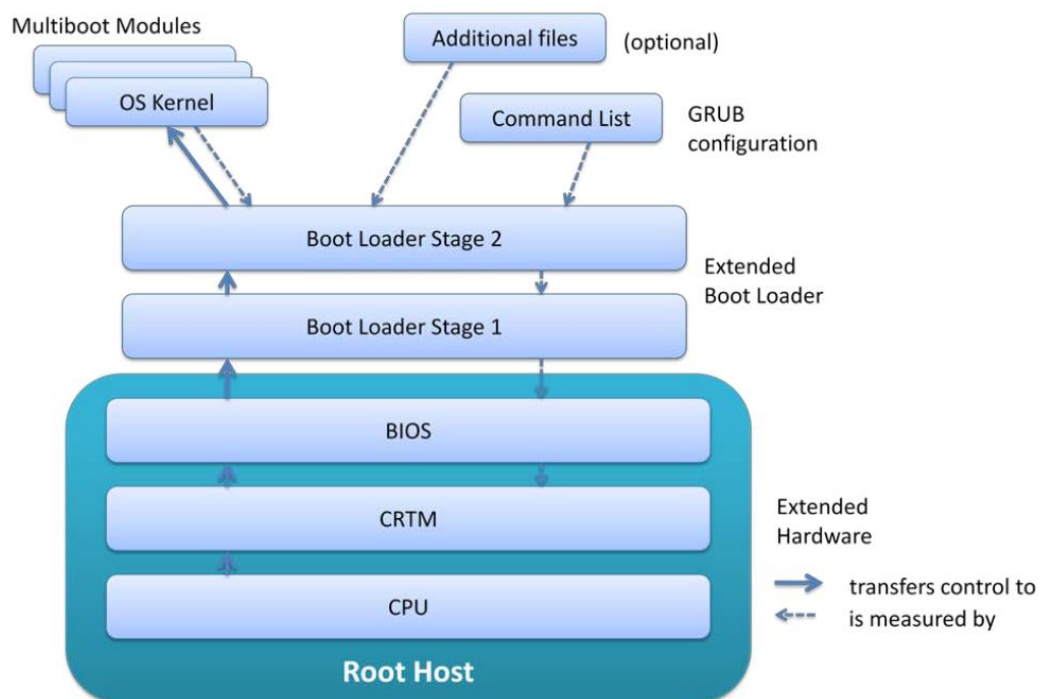 Multiboot Modules
Additional files
(optional)
OS Kernel
Command List
GRUB
configuration
Boot Loader Stage 2
Extended
Boot Loader
Boot Loader Stage 1
BIOS
CRTM
Extended
Hardware
CPU
transfers control to
is measured by
Root Host